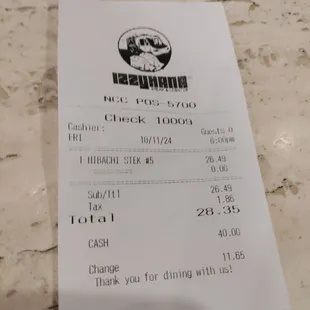 IZZYHANA
NCG POS-5700
Check 10009
Cashier:
Guests 0
FRI 10/11/24 6:00pm
1 HIBACHI STEK #5 26.49
0.00
Sub/Ttl 26.49
Tax 1.86
Total 28.35
CASH 40.00
Change 11.65
Thank you for dining with us!